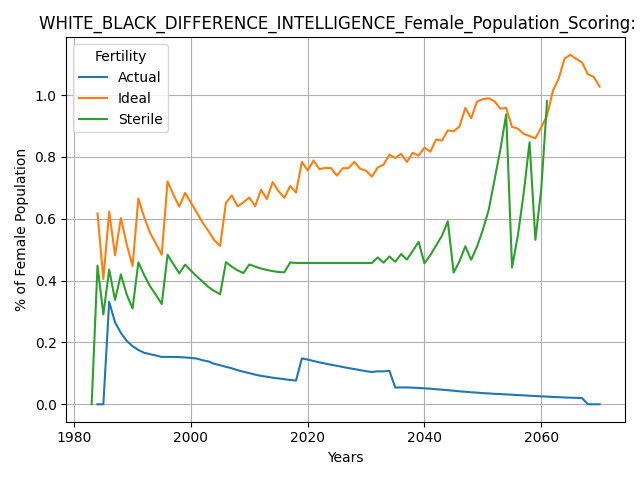 WHITE_BLACK_DIFFERENCE_INTELLIGENCE_Female_Population_Scoring:
Fertility
Actual
Ideal
Sterile
% of Female Population
1.0
0.8
0.6
0.4
0.2
0.0
1980 2000 2020 2040 2060
Years